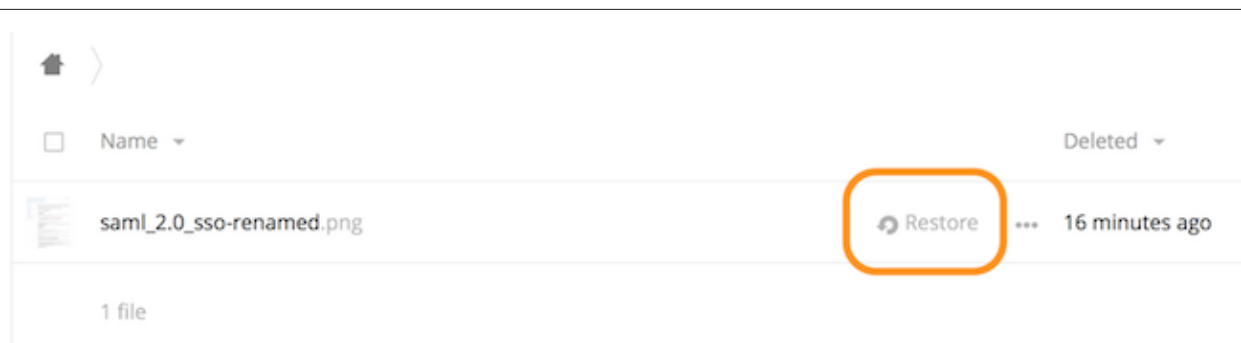 Name Deleted
saml_2.0_sso-renamed.png Restore ... 16 minutes ago
1 file